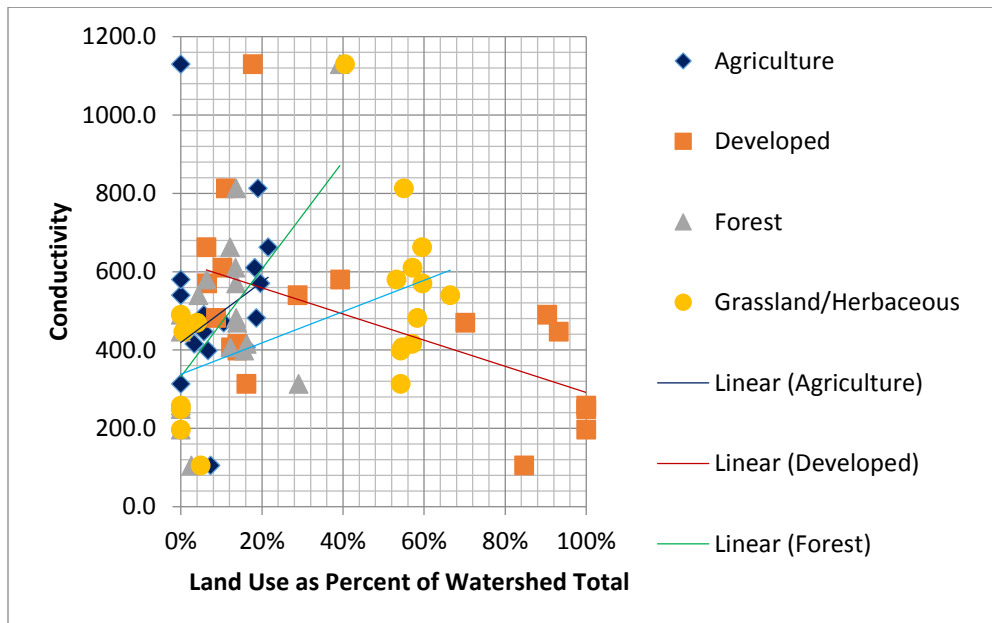 1200.0
1000.0
800.0
600.0
400.0
200.0
0.0
Conductivity
0% 20% 40% 60% 80% 100%
Land Use as Percent of Watershed Total
Agriculture
Developed
Forest
Grassland/Herbaceous
Linear (Agriculture)
Linear (Developed)
Linear (Forest)